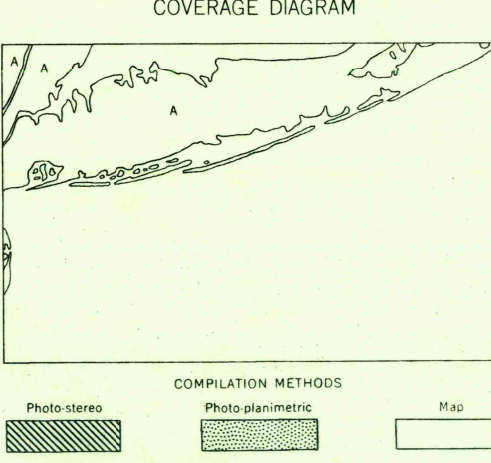 COVERAGE DIAGRAM
A
A
A
COMPILATION METHODS
Photo-stereo Photo-planimetric Map